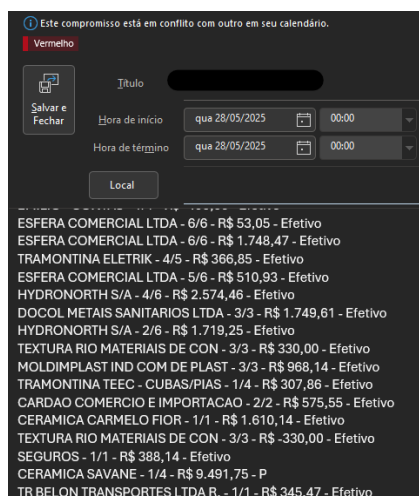 Este compromisso está em conflito com outro em seu calendário.
Vermelho
Título
Salvar e
Fechar
Hora de início qua 28/05/2025 00:00
Hora de término qua 28/05/2025 00:00
Local
ESFERA COMERCIAL LTDA - 6/6 - R$ 53,05 - Efetivo
ESFERA COMERCIAL LTDA - 6/6 - R$ 1.748,47 - Efetivo
TRAMONTINA ELETRIK - 4/5 - R$ 366,85 - Efetivo
ESFERA COMERCIAL LTDA - 5/6 - R$ 510,93 - Efetivo
HYDRONORTH S/A - 4/6 - R$ 2.574,46 - Efetivo
DOCOL METAIS SANITARIOS LTDA - 3/3 - R$ 1.749,61 - Efetivo
HYDRONORTH S/A - 2/6 - R$ 1.719,25 - Efetivo
TEXTURA RIO MATERIAIS DE CON - 3/3 - R$ 330,00 - Efetivo
MOLDIMPLAST IND COM DE PLAST - 3/3 - R$ 968,14 - Efetivo
TRAMONTINA TEEC - CUBAS/PIAS - 1/4 - R$ 307,86 - Efetivo
CARDAO COMERCIO E IMPORTACAO - 2/2 - R$ 575,55 - Efetivo
CERAMICA CARMELO FIOR - 1/1 - R$ 1.610,14 - Efetivo
TEXTURA RIO MATERIAIS DE CON - 3/3 - R$ -330,00 - Efetivo
SEGUROS - 1/1 - R$ 388,14 - Efetivo
CERAMICA SAVANE - 1/4 - R$ 9.491,75 - P
TR BELON TRANSPORTES LTDA R. - 1/1 - R$ 345,47 - Efetivo